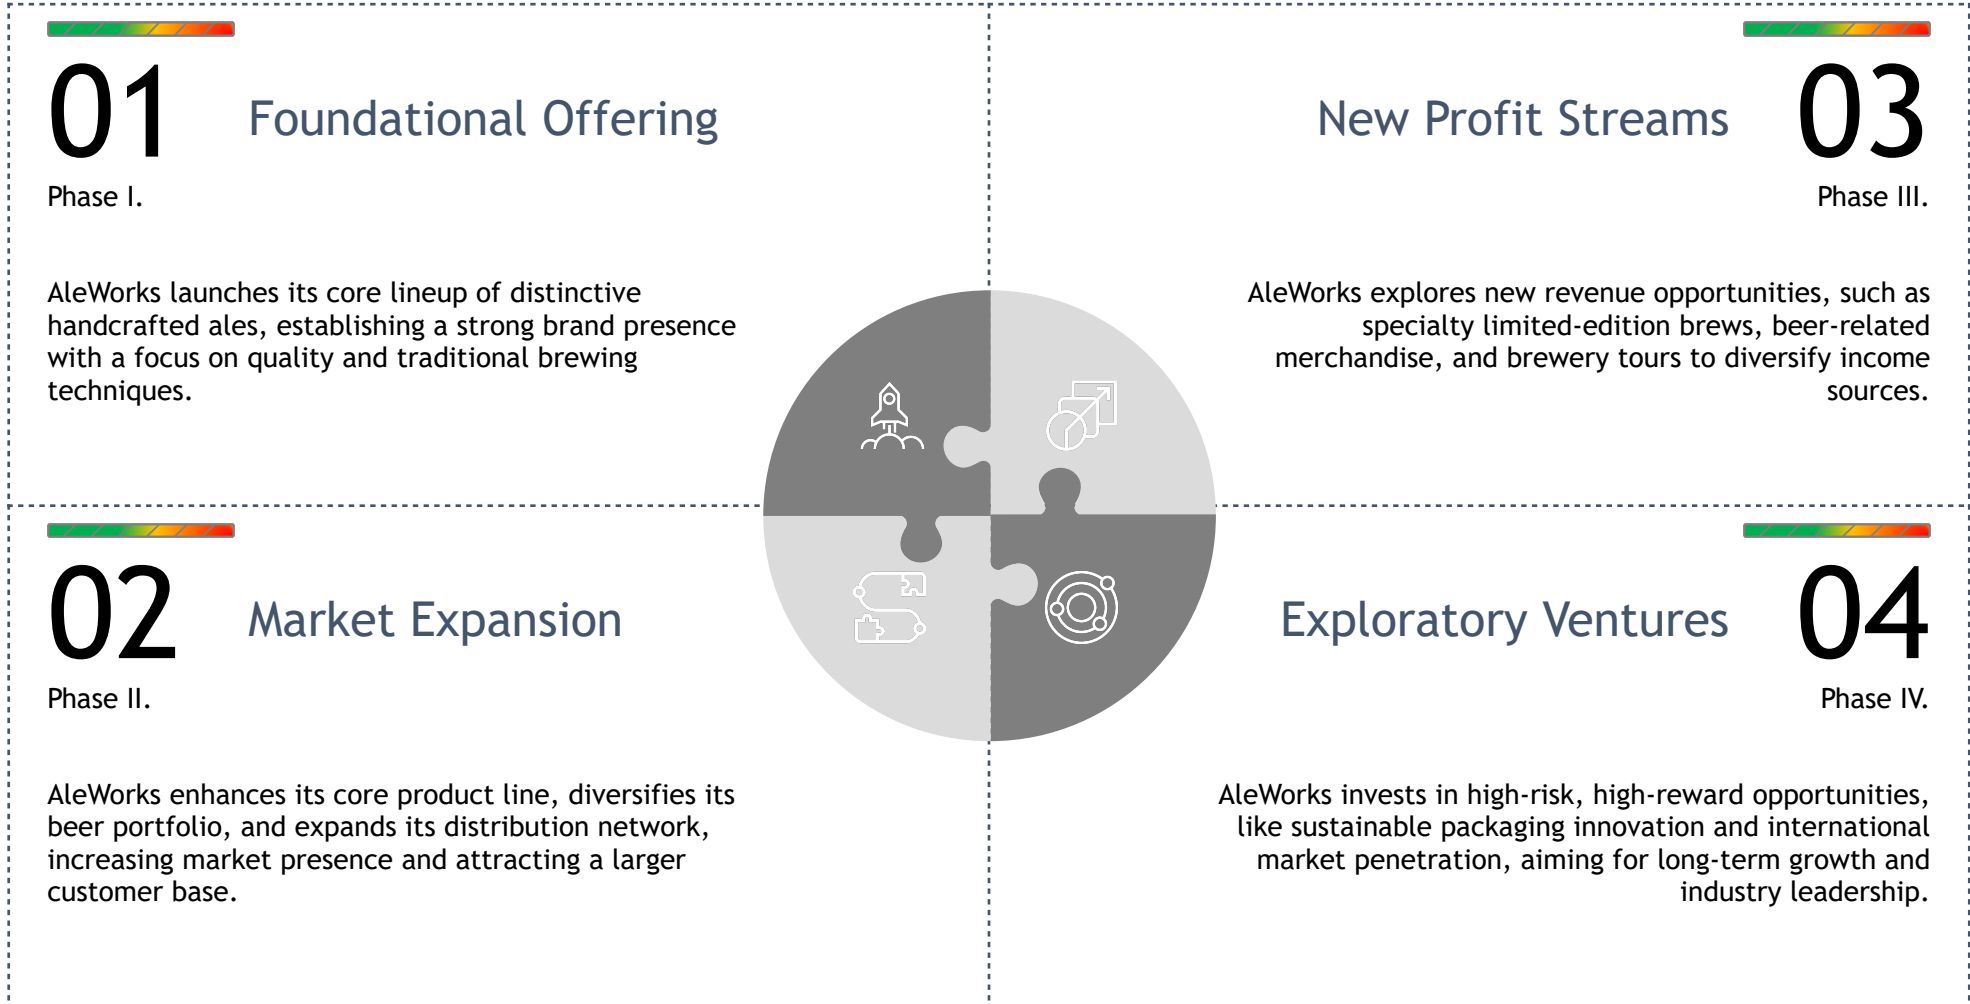 01
Foundational Offering
Phase I.
AleWorks launches its core lineup of distinctive
handcrafted ales, establishing a strong brand presence
with a focus on quality and traditional brewing
techniques.
02
Market Expansion
Phase II.
AleWorks enhances its core product line, diversifies its
beer portfolio, and expands its distribution network,
increasing market presence and attracting a larger
customer base.
New Profit Streams
03
Phase III.
AleWorks explores new revenue opportunities, such as
specialty limited-edition brews, beer-related
merchandise, and brewery tours to diversify income
sources.
Exploratory Ventures
04
Phase IV.
AleWorks invests in high-risk, high-reward opportunities,
like sustainable packaging innovation and international
market penetration, aiming for long-term growth and
industry leadership.